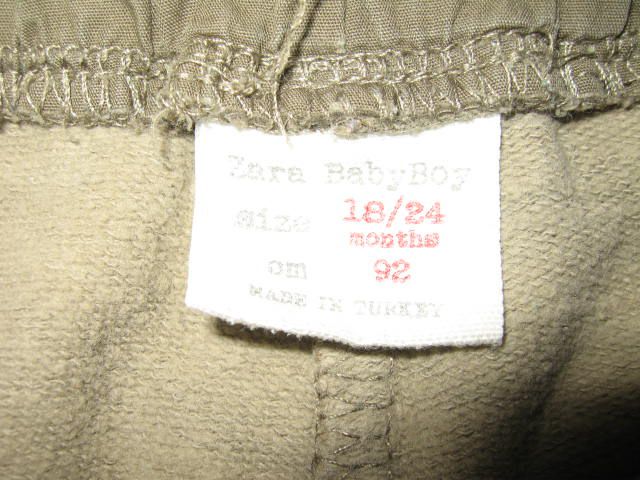 Zara BabyBoy
size 18/24
months
cm 92
MADE IN TURKEY